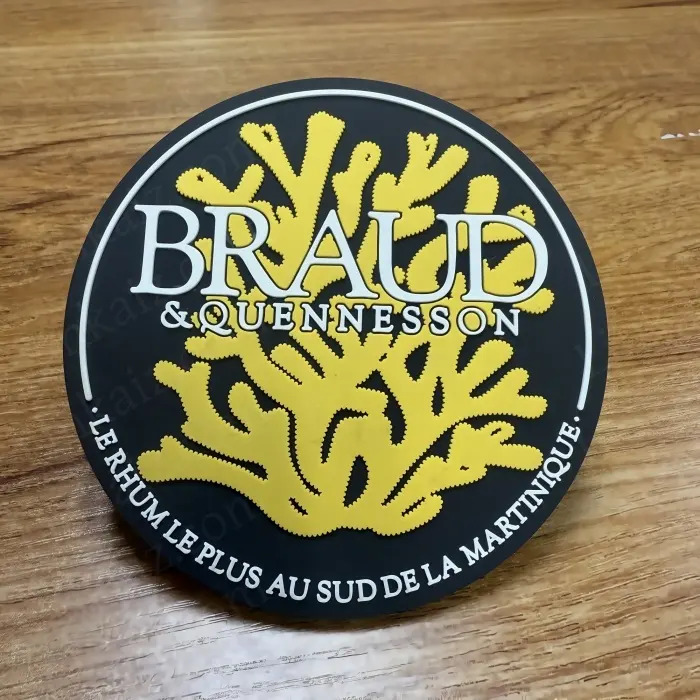 BRAUD
&QUENNESSON
·LE RHUM LE PLUS AU SUD DE LA MARTINIQUE·